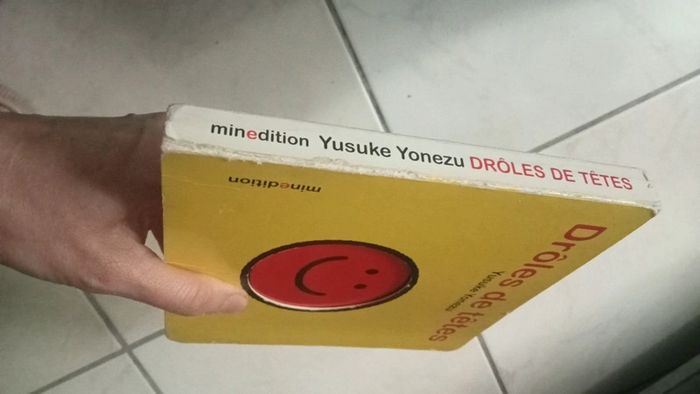 minedition Yusuke Yonezu DRÔLES DE TÊTES
Drôles de têtes
Yusuke Yonezu
minedition